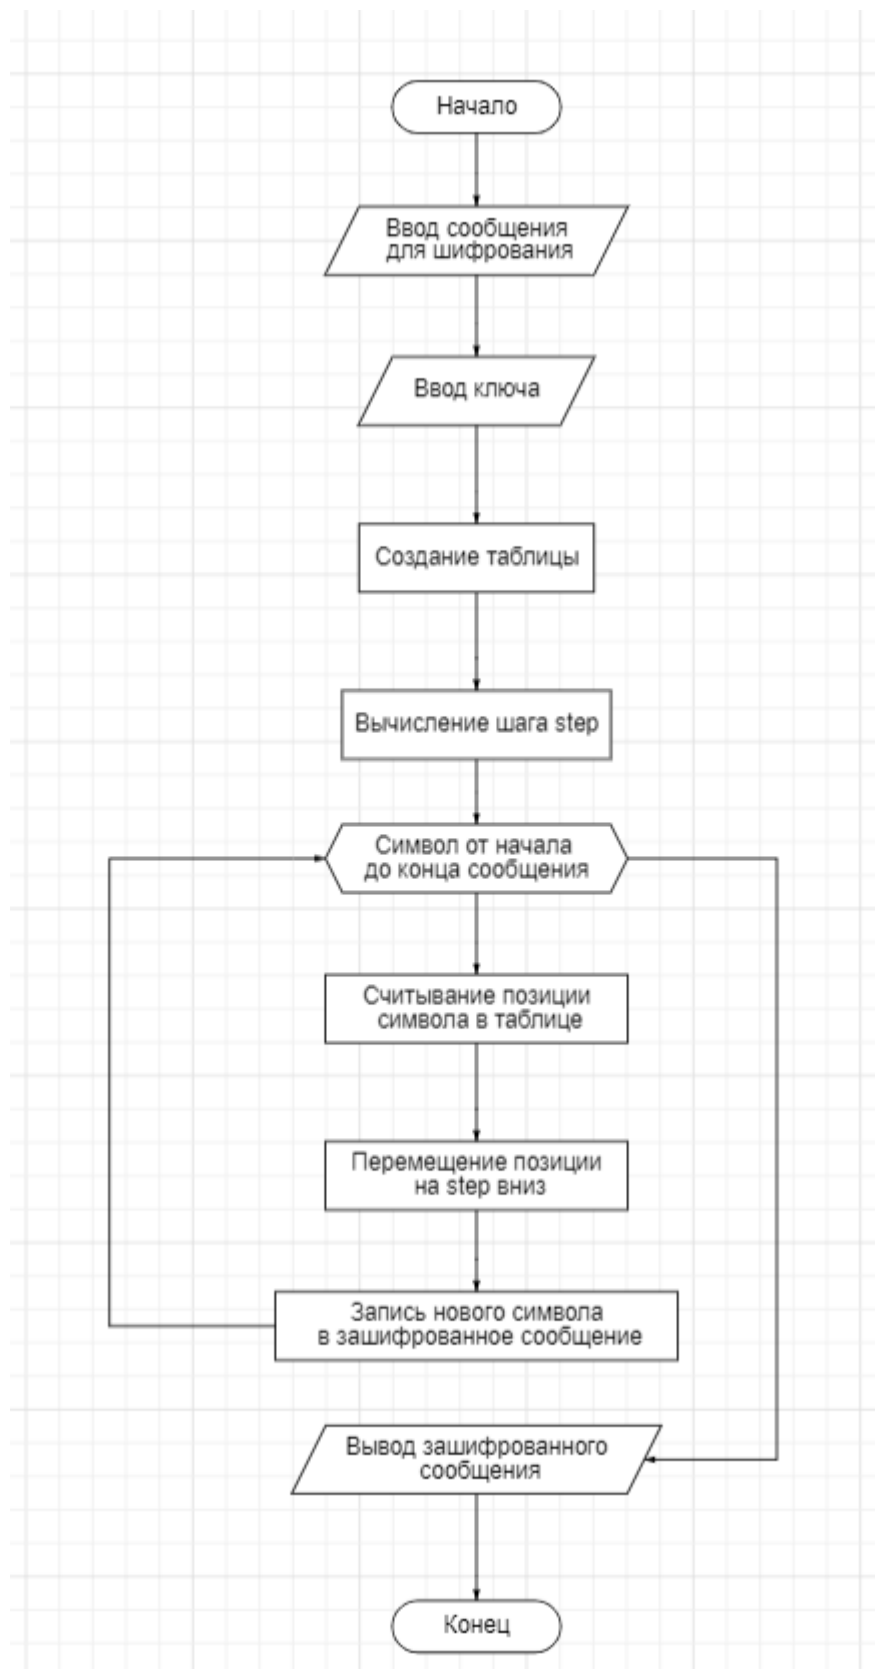 Начало
Ввод сообщения
для шифрования
Ввод ключа
Создание таблицы
Вычисление шага step
Символ от начала
до конца сообщения
Считывание позиции
символа в таблице
Перемещение позиции
на step вниз
Запись нового символа
в зашифрованное сообщение
Вывод зашифрованного
сообщения
Конец